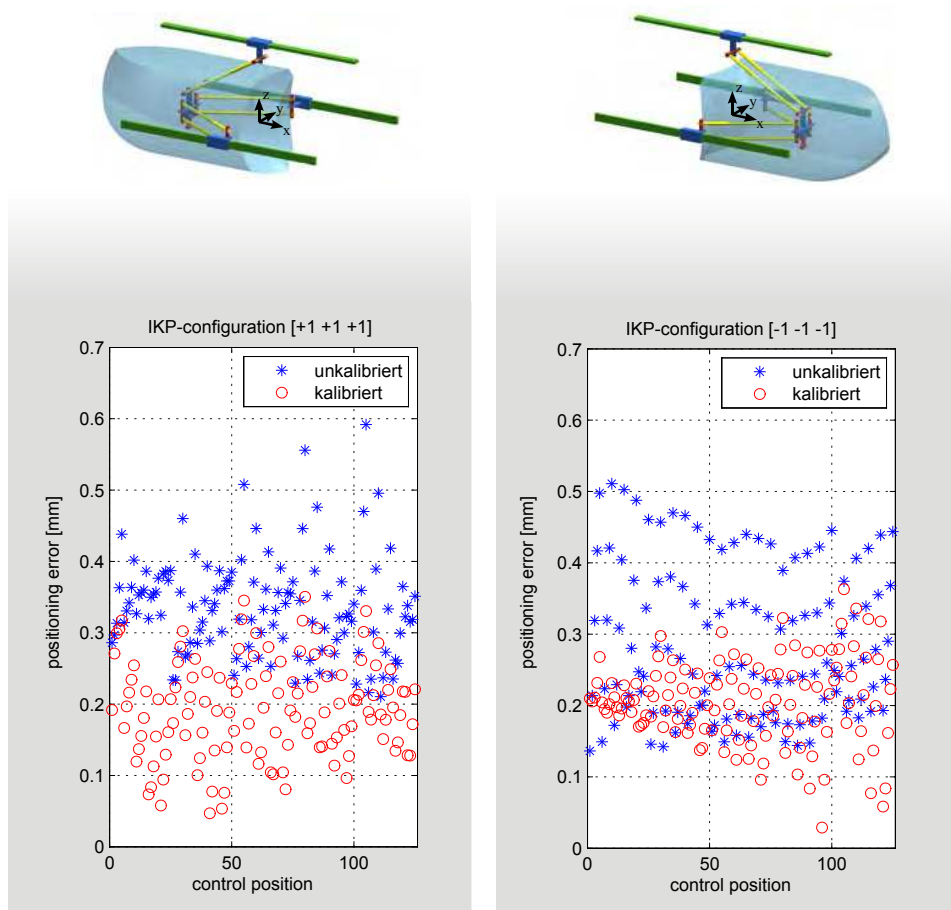 z
y
x
z
y
x
IKP-configuration [+1 +1 +1]
0.7
0.6
0.5
0.4
0.3
0.2
0.1
0
0
50
100
positioning error [mm]
control position
unkalibriert
kalibriert
IKP-configuration [-1 -1 -1]
0.7
0.6
0.5
0.4
0.3
0.2
0.1
0
0
50
100
positioning error [mm]
control position
unkalibriert
kalibriert